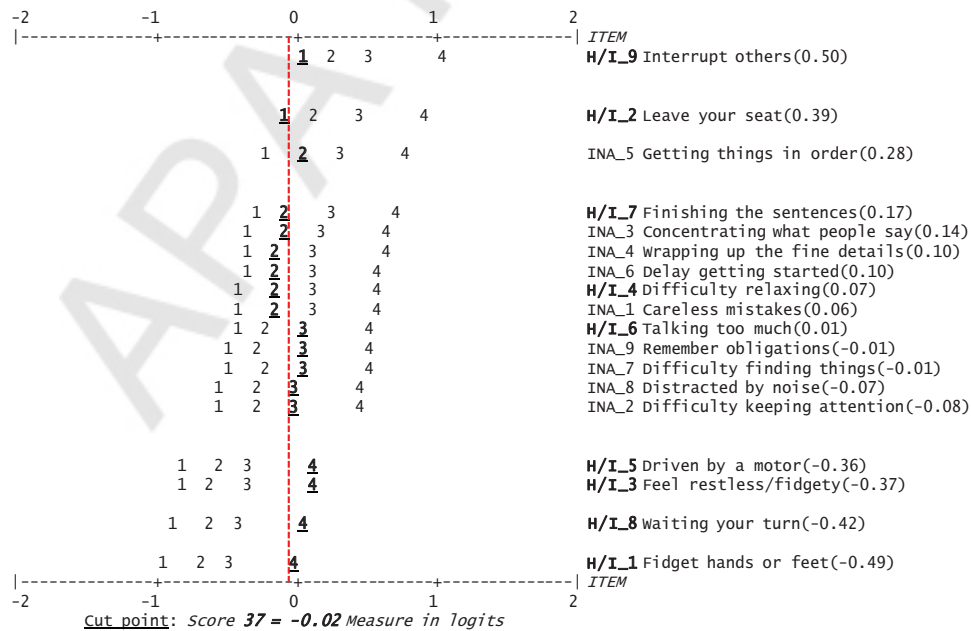 -2 -1 0 1 2
|---------------+---------------+---------------+---------------| ITEM
1 2 3 4 H/I_9 Interrupt others(0.50)
1 2 3 4 H/I_2 Leave your seat(0.39)
1 2 3 4 INA_5 Getting things in order(0.28)
1 2 3 4 H/I_7 Finishing the sentences(0.17)
1 2 3 4 INA_3 Concentrating what people say(0.14)
1 2 3 4 INA_4 Wrapping up the fine details(0.10)
1 2 3 4 INA_6 Delay getting started(0.10)
1 2 3 4 H/I_4 Difficulty relaxing(0.07)
1 2 3 4 INA_1 Careless mistakes(0.06)
1 2 3 4 H/I_6 Talking too much(0.01)
1 2 3 4 INA_9 Remember obligations(-0.01)
1 2 3 4 INA_7 Difficulty finding things(-0.01)
1 2 3 4 INA_8 Distracted by noise(-0.07)
1 2 3 4 INA_2 Difficulty keeping attention(-0.08)
1 2 3 4 H/I_5 Driven by a motor(-0.36)
1 2 3 4 H/I_3 Feel restless/fidgety(-0.37)
1 2 3 4 H/I_8 Waiting your turn(-0.42)
1 2 3 4 H/I_1 Fidget hands or feet(-0.49)
|---------------+---------------+---------------+---------------| ITEM
-2 -1 0 1 2
Cut point: Score 37 = -0.02 Measure in logits
APA